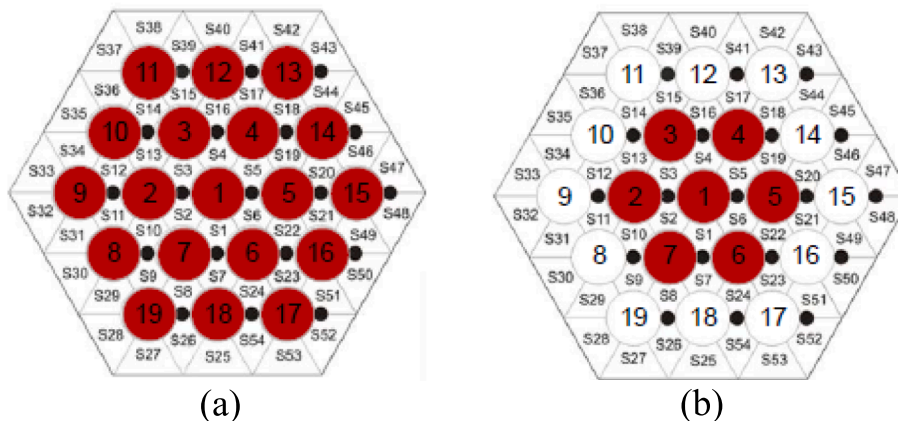 S38 S40 S42
S37 S39 S41 S43
11 12 13
S36 S15 S17 S44
S35 S14 S16 S18 S45
10 3 4 14
S34 S13 S4 S19 S46
S33 S12 S3 S5 S20 S47
9 2 1 5 15
S32 S11 S2 S6 S21 S48
S31 S10 S1 S22 S49
8 7 6 16
S30 S9 S7 S23 S50
S29 S8 S24 S51
19 18 17
S28 S26 S54 S52
S27 S25 S53
(a)
S38 S40 S42
S37 S39 S41 S43
11 12 13
S36 S15 S17 S44
S35 S14 S16 S18 S45
10 3 4 14
S34 S13 S4 S19 S46
S33 S12 S3 S5 S20 S47
9 2 1 5 15
S32 S11 S2 S6 S21 S48
S31 S10 S1 S22 S49
8 7 6 16
S30 S9 S7 S23 S50
S29 S8 S24 S51
19 18 17
S28 S26 S54 S52
S27 S25 S53
(b)